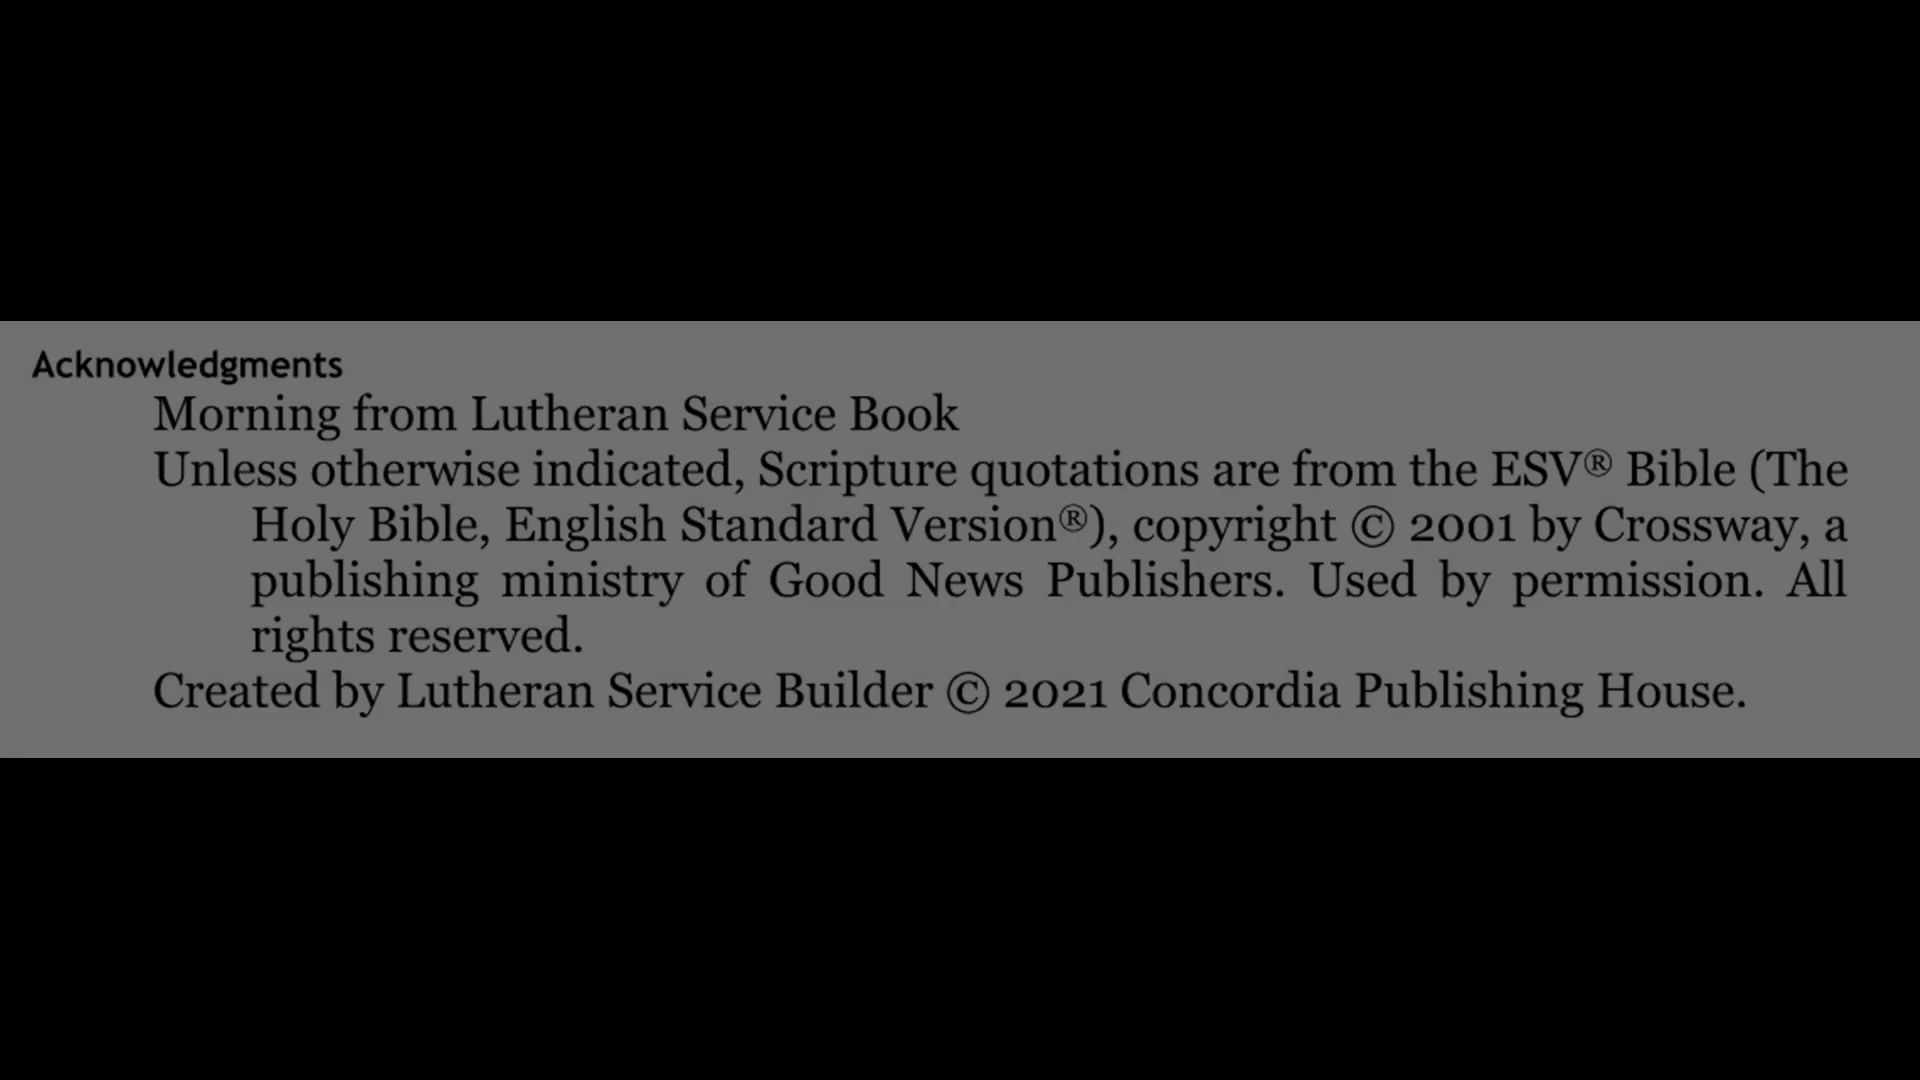 Acknowledgments
Morning from Lutheran Service Book
Unless otherwise indicated, Scripture quotations are from the ESV® Bible (The
Holy Bible, English Standard Version®), copyright © 2001 by Crossway, a
publishing ministry of Good News Publishers. Used by permission. All
rights reserved.
Created by Lutheran Service Builder © 2021 Concordia Publishing House.